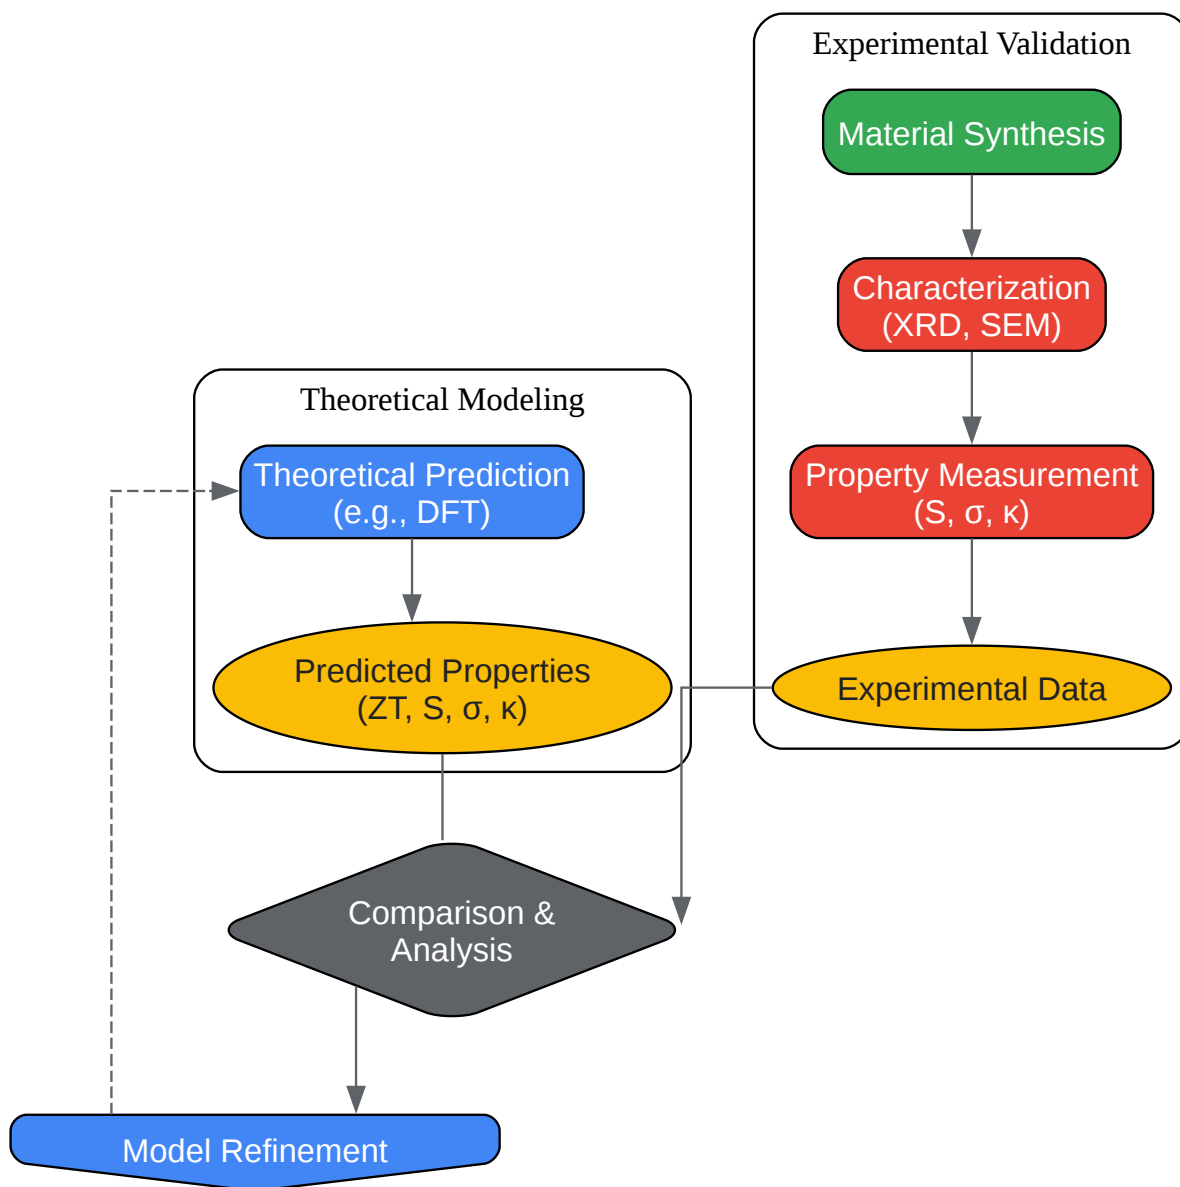 Experimental Validation
Material Synthesis
Characterization
(XRD, SEM)
Property Measurement
(S, σ, κ)
Experimental Data
Theoretical Modeling
Theoretical Prediction
(e.g., DFT)
Predicted Properties
(ZT, S, σ, κ)
Comparison &
Analysis
Model Refinement